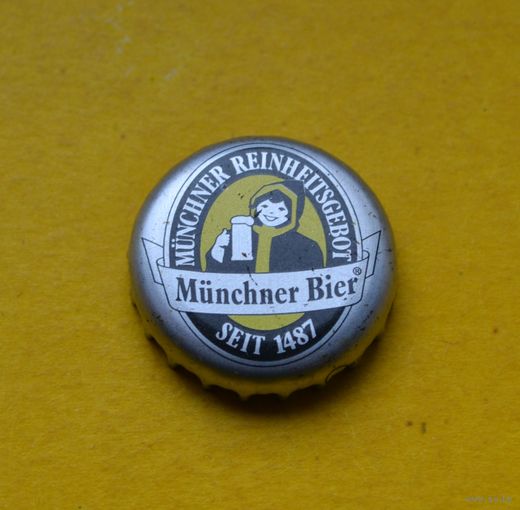 MÜNCHNER REINHEITSGEBOT
Münchner Bier®
SEIT 1487